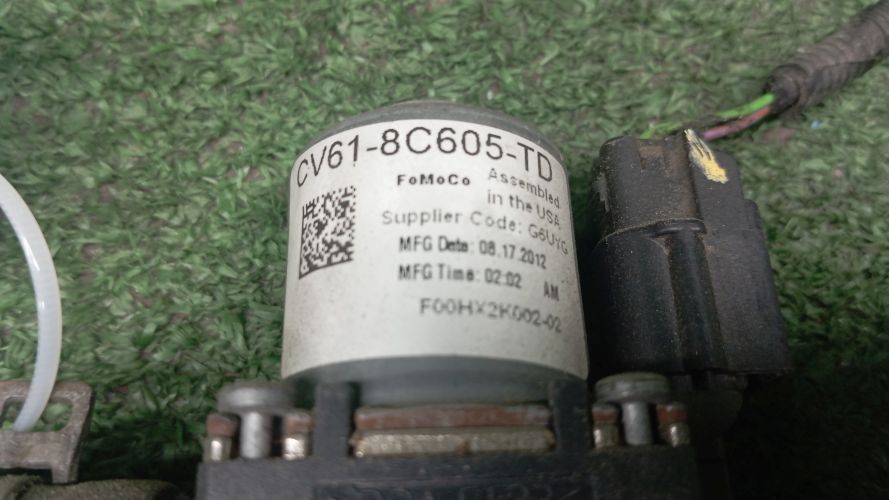 CV61-8C605-TD
FoMoCo
Assembled
in the USA
Supplier Code: G6UYG
MFG Date: 08.17.2012
MFG Time: 02:02 AM
F00HX2K002-02